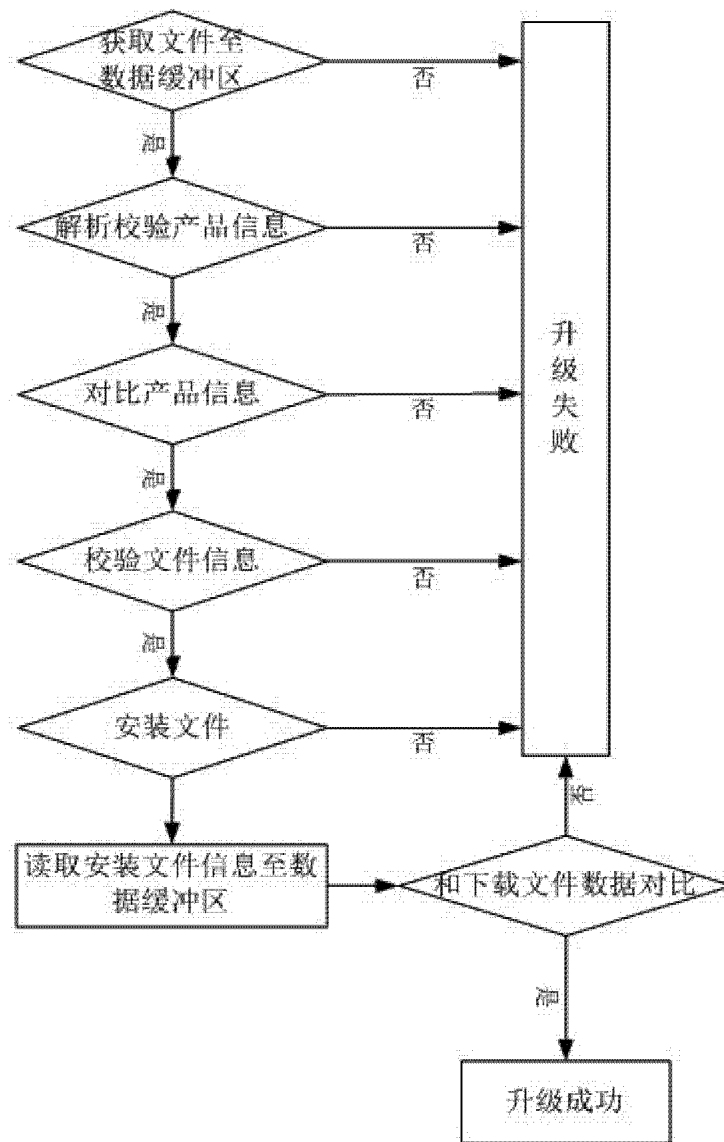 获取文件至
数据缓冲区
否
是
解析校验产品信息
否
是
对比产品信息
否
是
校验文件信息
否
是
安装文件
否
升级失败
读取安装文件信息至数
据缓冲区
和下载文件数据对比
否
是
升级成功